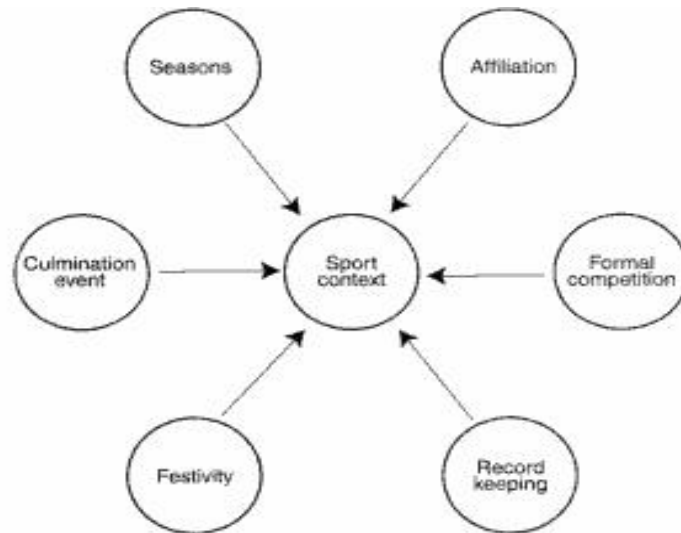 Seasons
Affiliation
Culmination
event
Sport
context
Formal
competition
Festivity
Record
keeping